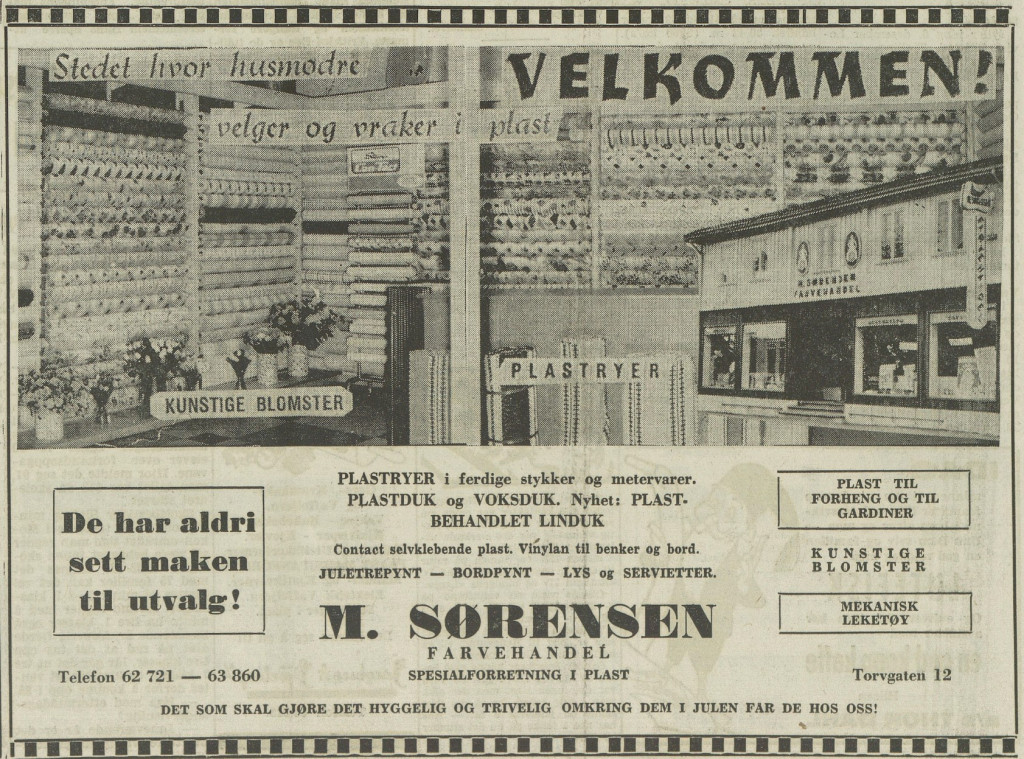 Stedet hvor husmødre
velger og vraker i plast
VELKOMMEN!
M. SØRENSEN
FARVEHANDEL
KUNSTIGE BLOMSTER
PLASTRYER
De har aldri
sett maken
til utvalg!
PLASTRYER i ferdige stykker og metervarer.
PLASTDUK og VOKSDUK. Nyhet: PLAST-
BEHANDLET LINDUK
Contact selvklebende plast. Vinylan til benker og bord.
JULETREPYNT — BORDPYNT — LYS og SERVIETTER.
M. SØRENSEN
FARVEHANDEL
SPESIALFORRETNING I PLAST
PLAST TIL
FORHENG OG TIL
GARDINER
KUNSTIGE
BLOMSTER
MEKANISK
LEKETØY
Telefon 62 721 — 63 860
Torvgaten 12
DET SOM SKAL GJØRE DET HYGGELIG OG TRIVELIG OMKRING DEM I JULEN FAR DE HOS OSS!